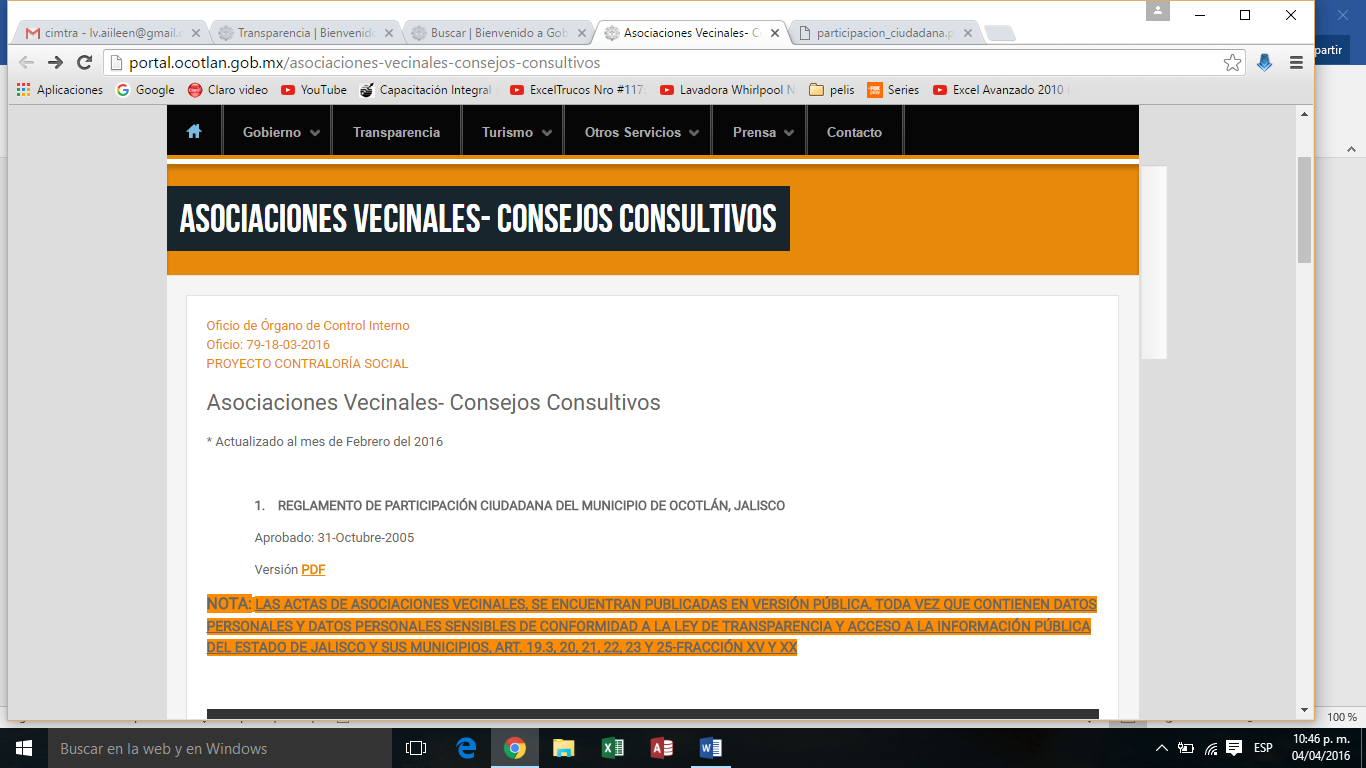 cimtra - lv.aiileen@gmail.c
Transparencia | Bienvenido
Buscar | Bienvenido a Gob
Asociaciones Vecinales- C
participacion_ciudadana.p
portal.ocotlan.gob.mx/asociaciones-vecinales-consejos-consultivos
partir
Aplicaciones
Google
Claro video
YouTube
Capacitación Integral
ExcelTrucos Nro #117:
Lavadora Whirlpool N
pelis
Series
Excel Avanzado 2010
Gobierno
Transparencia
Turismo
Otros Servicios
Prensa
Contacto
ASOCIACIONES VECINALES- CONSEJOS CONSULTIVOS
Oficio de Órgano de Control Interno
Oficio: 79-18-03-2016
PROYECTO CONTRALORÍA SOCIAL
Asociaciones Vecinales- Consejos Consultivos
* Actualizado al mes de Febrero del 2016
1. REGLAMENTO DE PARTICIPACIÓN CIUDADANA DEL MUNICIPIO DE OCOTLÁN, JALISCO
Aprobado: 31-Octubre-2005
Versión PDF
NOTA: LAS ACTAS DE ASOCIACIONES VECINALES, SE ENCUENTRAN PUBLICADAS EN VERSIÓN PÚBLICA, TODA VEZ QUE CONTIENEN DATOS
PERSONALES Y DATOS PERSONALES SENSIBLES DE CONFORMIDAD A LA LEY DE TRANSPARENCIA Y ACCESO A LA INFORMACIÓN PÚBLICA
DEL ESTADO DE JALISCO Y SUS MUNICIPIOS, ART. 19.3, 20, 21, 22, 23 Y 25-FRACCIÓN XV Y XX
100 %
Buscar en la web y en Windows
ESP
10:46 p. m.
04/04/2016